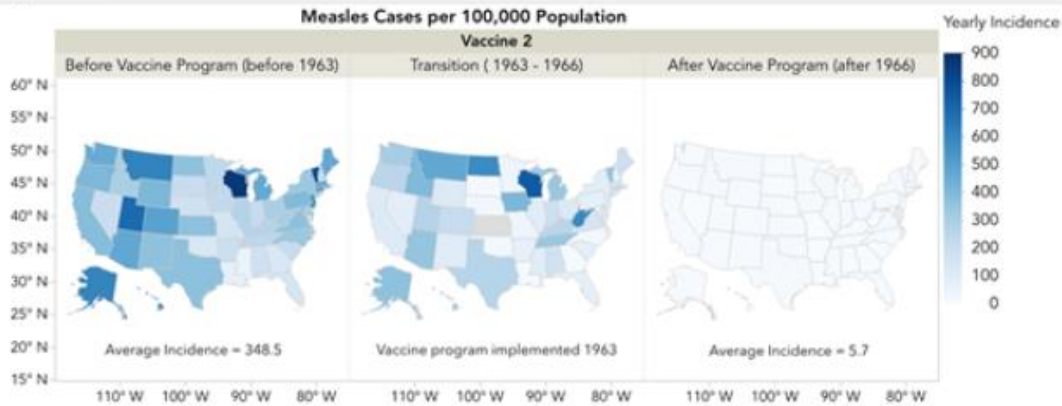 Measles Cases per 100,000 Population
Yearly Incidence
Vaccine 2
Before Vaccine Program (before 1963)
Transition ( 1963 - 1966)
After Vaccine Program (after 1966)
900
800
700
600
500
400
300
200
100
0
60° N
55° N
50° N
45° N
40° N
35° N
30° N
25° N
20° N
15° N
Average Incidence = 348.5
Vaccine program implemented 1963
Average Incidence = 5.7
110° W 100° W 90° W 80° W
110° W 100° W 90° W 80° W
110° W 100° W 90° W 80° W